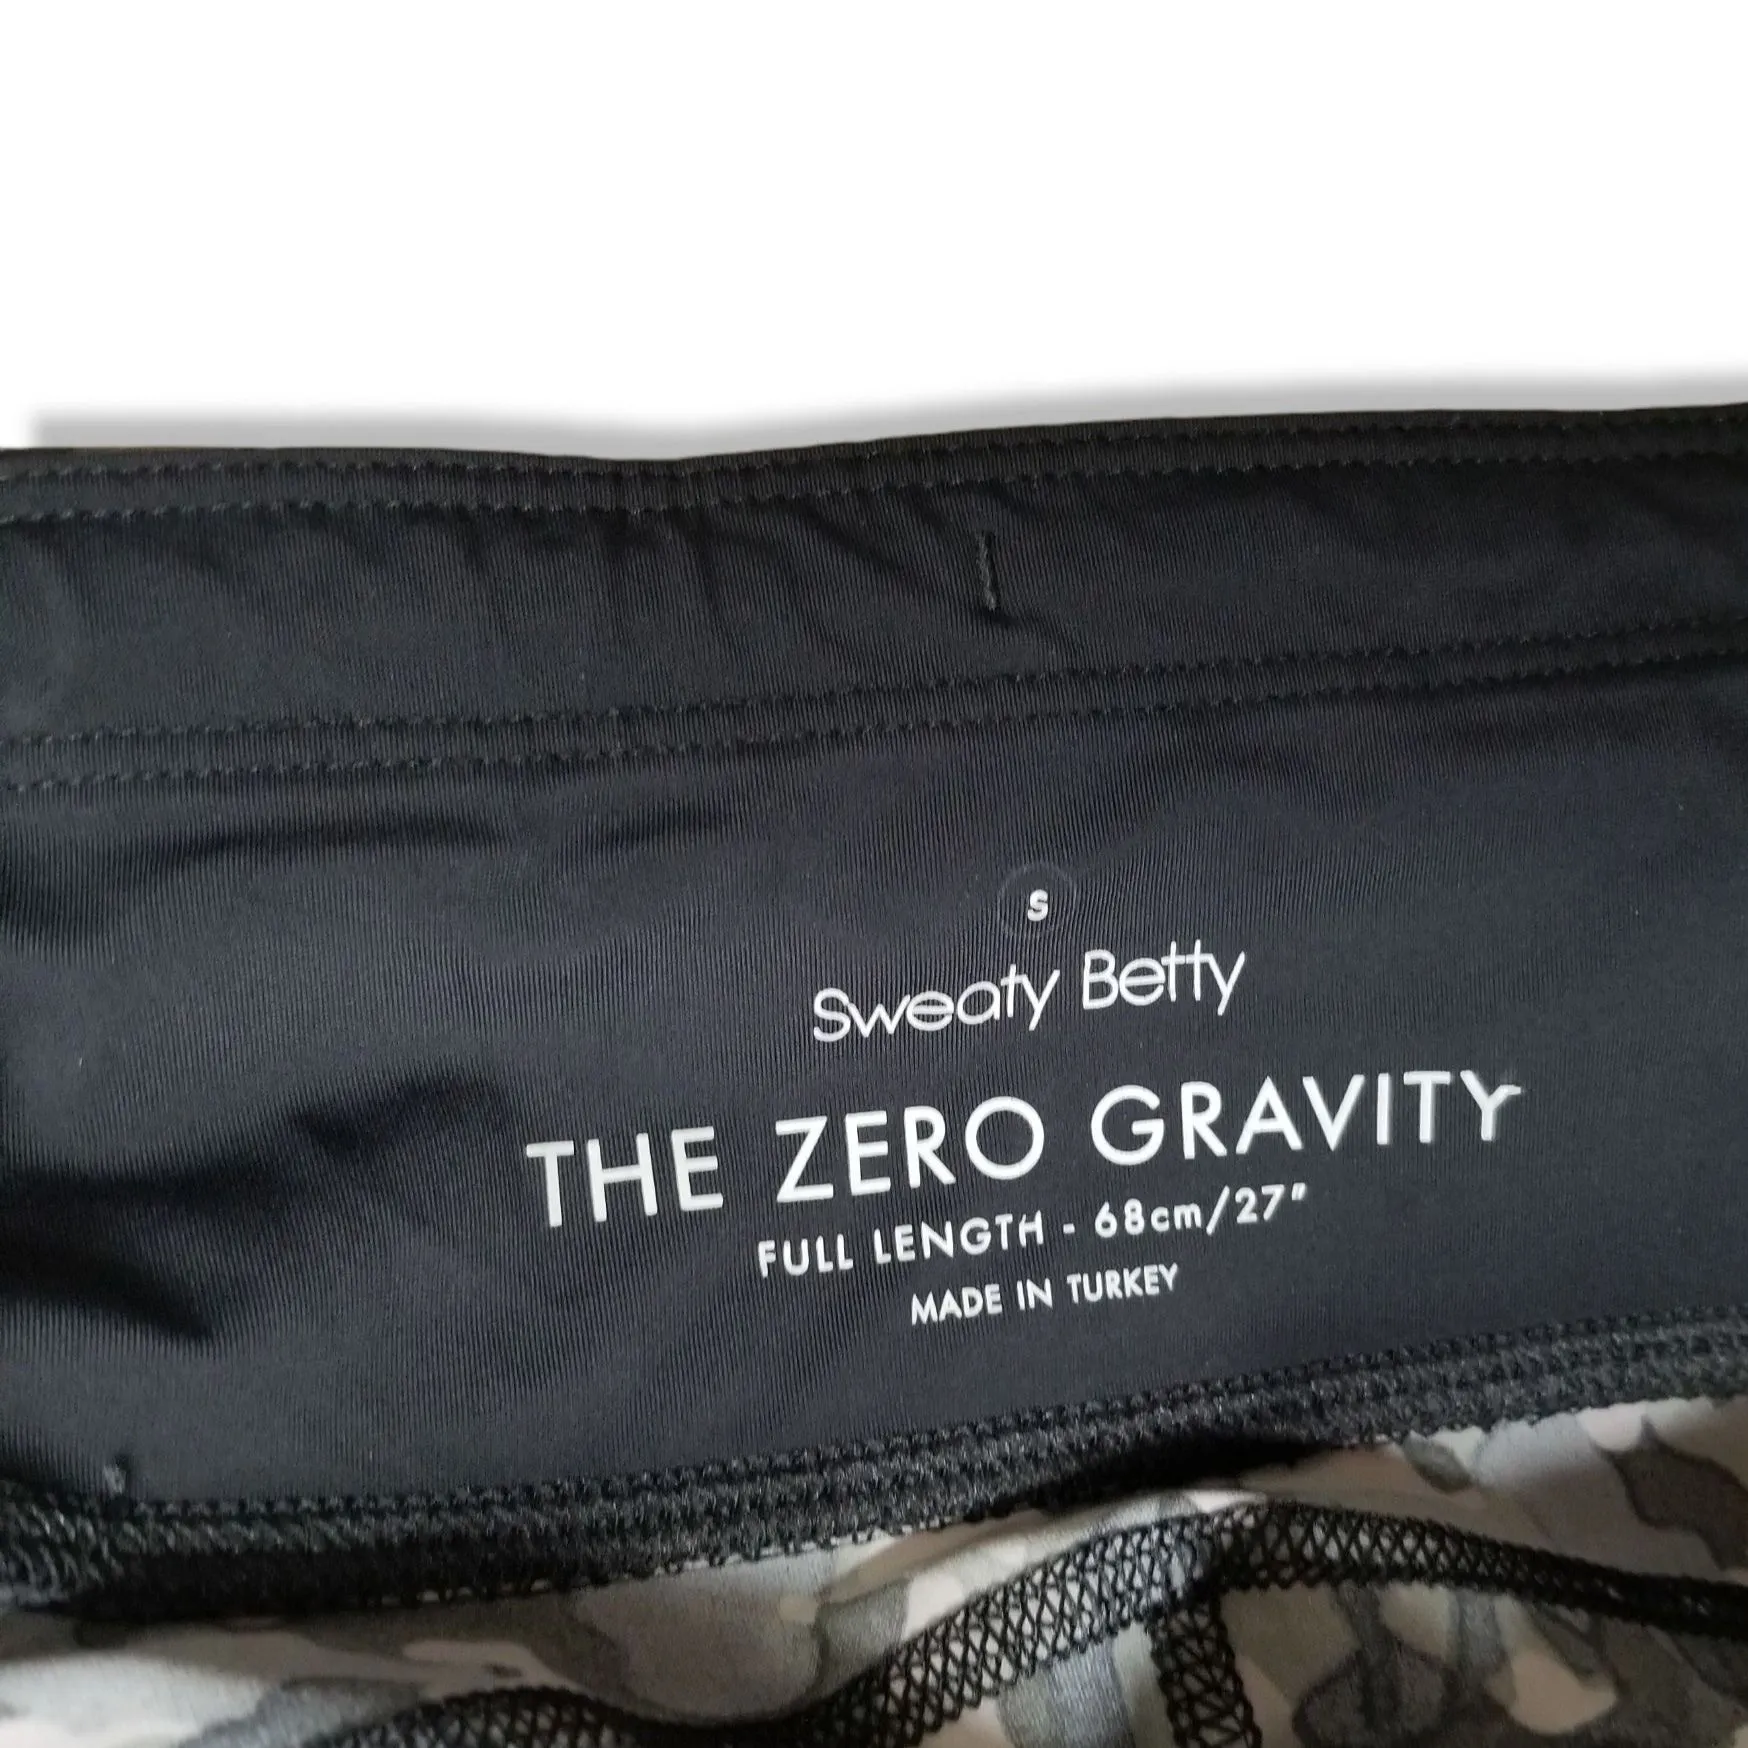 S
Sweaty Betty
THE ZERO GRAVITY
FULL LENGTH - 68cm/27"
MADE IN TURKEY